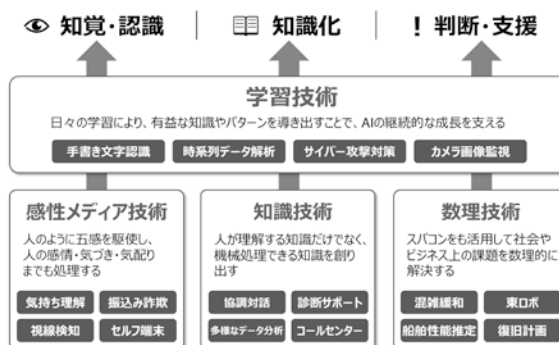 知覚・認識
知識化
! 判断・支援
学習技術
日々の学習により、有益な知識やパターンを導き出すことで、AIの継続的な成長を支える
手書き文字認識
時系列データ解析
サイバー攻撃対策
カメラ画像監視
感性メディア技術
人のように五感を駆使し、
人の感情・気づき・気配り
までも処理する
気持ち理解
振込み詐欺
視線検知
セルフ端末
知識技術
人が理解する知識だけでなく、
機械処理できる知識を創り
出す
協調対話
診断サポート
多様なデータ分析
コールセンター
数理技術
スパコンをも活用して社会や
ビジネス上の課題を数理的に
解決する
混雑緩和
東ロボ
船舶性能推定
復旧計画